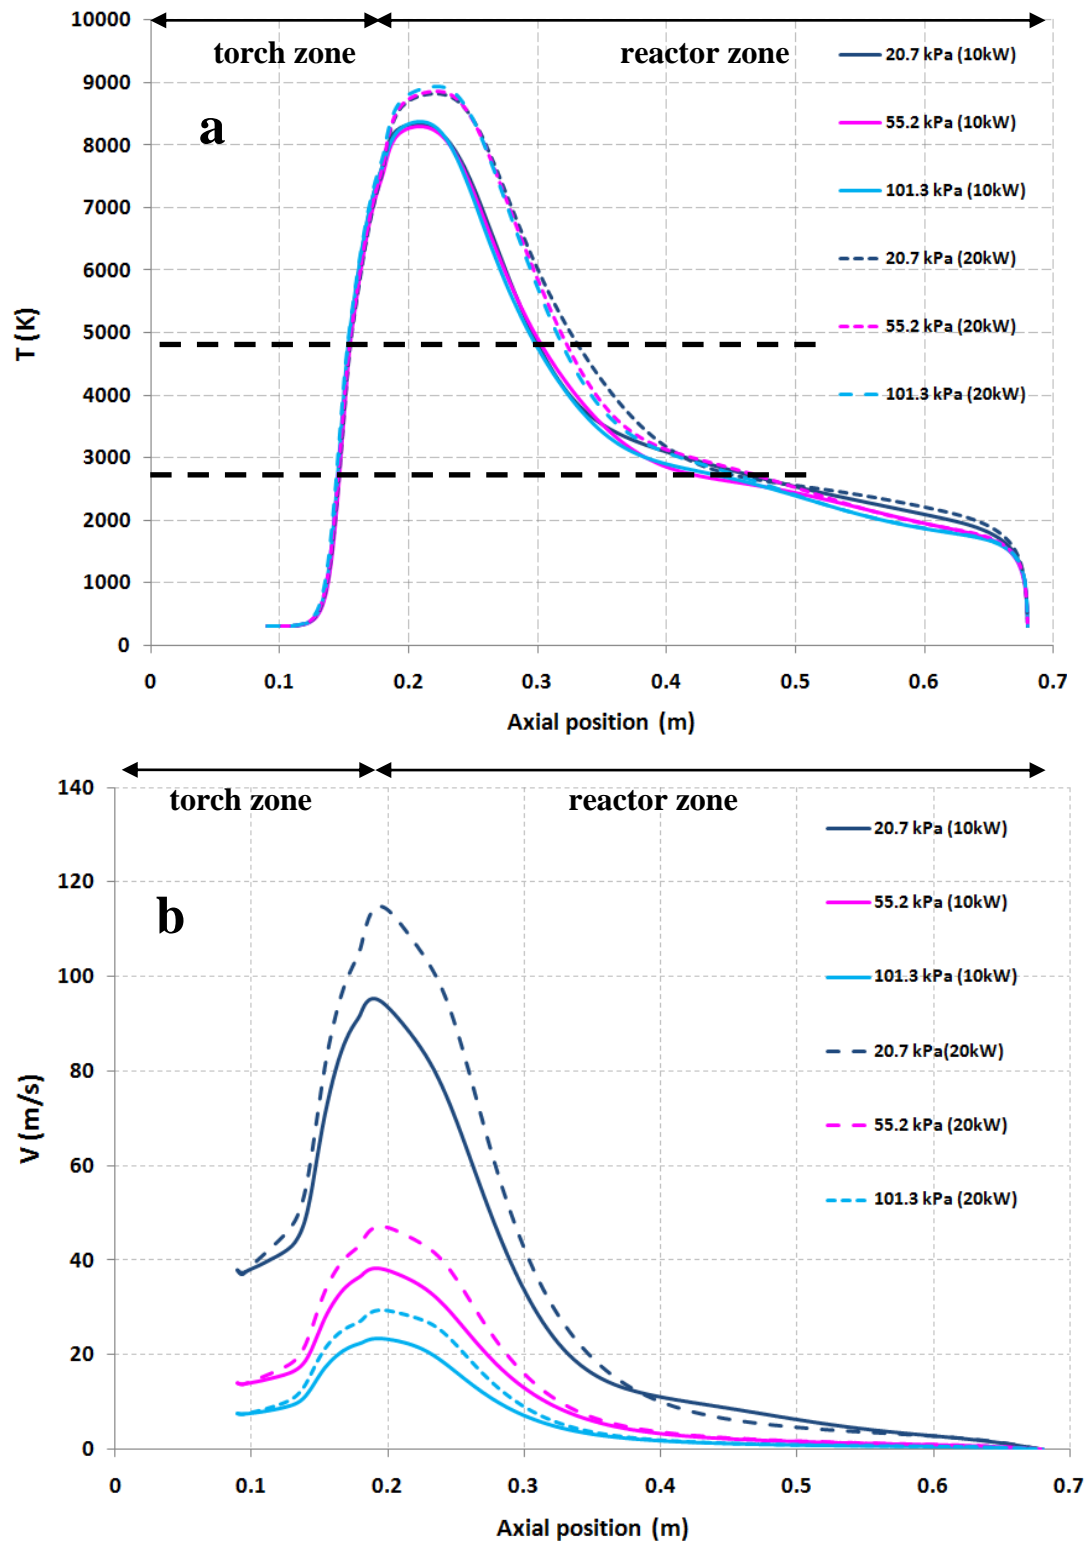 10000
9000
8000
7000
6000
5000
4000
3000
2000
1000
0
T (K)
torch zone
reactor zone
a
20.7 kPa (10kW)
55.2 kPa (10kW)
101.3 kPa (10kW)
20.7 kPa (20kW)
55.2 kPa (20kW)
101.3 kPa (20kW)
0 0.1 0.2 0.3 0.4 0.5 0.6 0.7
Axial position (m)
torch zone
reactor zone
140
120
100
80
60
40
20
0
V (m/s)
b
20.7 kPa (10kW)
55.2 kPa (10kW)
101.3 kPa (10kW)
20.7 kPa(20kW)
55.2 kPa (20kW)
101.3 kPa (20kW)
0 0.1 0.2 0.3 0.4 0.5 0.6 0.7
Axial position (m)